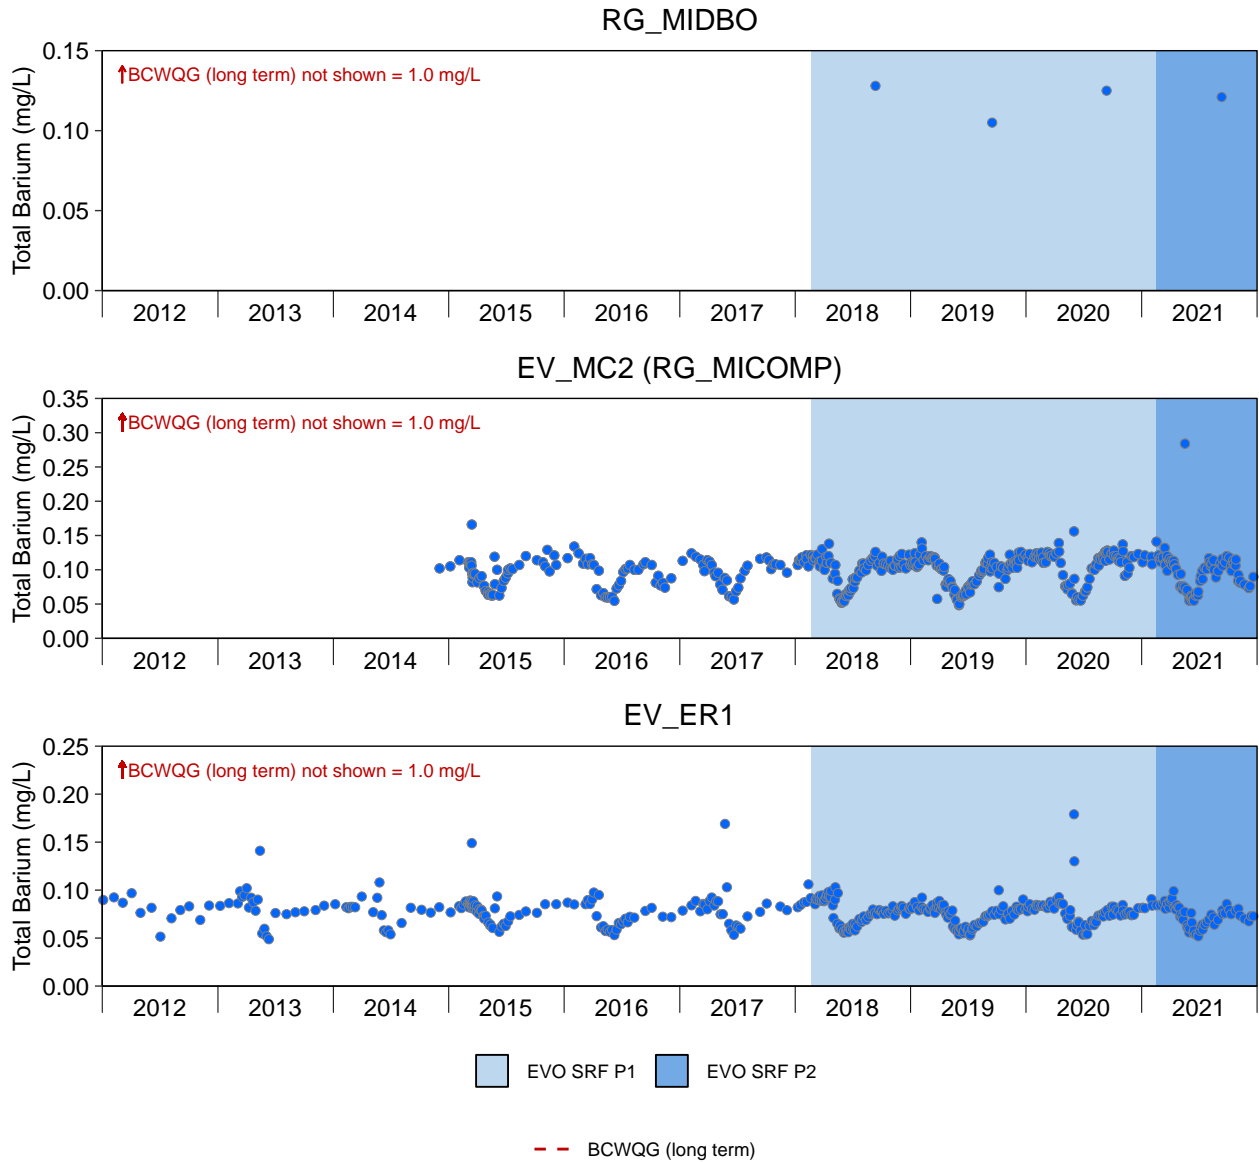 RG_MIDBO
Total Barium (mg/L)
0.15
0.10
0.05
0.00
↑BCWQG (long term) not shown = 1.0 mg/L
2012 2013 2014 2015 2016 2017 2018 2019 2020 2021
EV_MC2 (RG_MICOMP)
Total Barium (mg/L)
0.35
0.30
0.25
0.20
0.15
0.10
0.05
0.00
↑BCWQG (long term) not shown = 1.0 mg/L
2012 2013 2014 2015 2016 2017 2018 2019 2020 2021
EV_ER1
Total Barium (mg/L)
0.25
0.20
0.15
0.10
0.05
0.00
↑BCWQG (long term) not shown = 1.0 mg/L
2012 2013 2014 2015 2016 2017 2018 2019 2020 2021
EVO SRF P1 EVO SRF P2
BCWQG (long term)